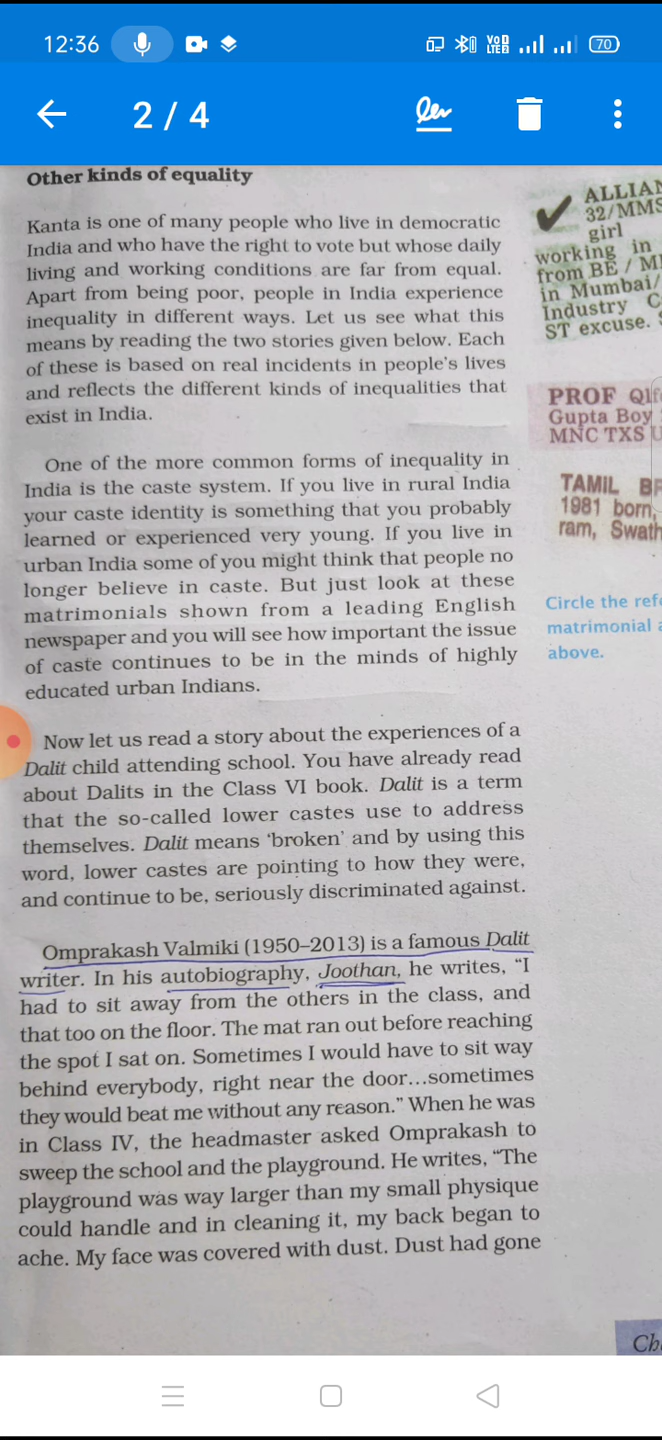 12:36
VoD
LTE2
70
2 / 4
Other kinds of equality
Kanta is one of many people who live in democratic
India and who have the right to vote but whose daily
living and working conditions are far from equal.
Apart from being poor, people in India experience
inequality in different ways. Let us see what this
means by reading the two stories given below. Each
of these is based on real incidents in people's lives
and reflects the different kinds of inequalities that
exist in India.
One of the more common forms of inequality in
India is the caste system. If you live in rural India
your caste identity is something that you probably
learned or experienced very young. If you live in
urban India some of you might think that people no
longer believe in caste. But just look at these
matrimonials shown from a leading English
newspaper and you will see how important the issue
of caste continues to be in the minds of highly
educated urban Indians.
Now let us read a story about the experiences of a
Dalit child attending school. You have already read
about Dalits in the Class VI book. Dalit is a term
that the so-called lower castes use to address
themselves. Dalit means ‘broken’ and by using this
word, lower castes are pointing to how they were,
and continue to be, seriously discriminated against.
Omprakash Valmiki (1950–2013) is a famous Dalit
writer. In his autobiography, Joothan, he writes, “I
had to sit away from the others in the class, and
that too on the floor. The mat ran out before reaching
the spot I sat on. Sometimes I would have to sit way
behind everybody, right near the door...sometimes
they would beat me without any reason.” When he was
in Class IV, the headmaster asked Omprakash to
sweep the school and the playground. He writes, “The
playground was way larger than my small physique
could handle and in cleaning it, my back began to
ache. My face was covered with dust. Dust had gone
ALLIAN
32/MMS
girl
working in
from BE / M
in Mumbai/
Industry C
ST excuse.
PROF Qlf
Gupta Boy
MNC TXS U
TAMIL BR
1981 born,
ram, Swath
Circle the ref
matrimonial a
above.
Ch